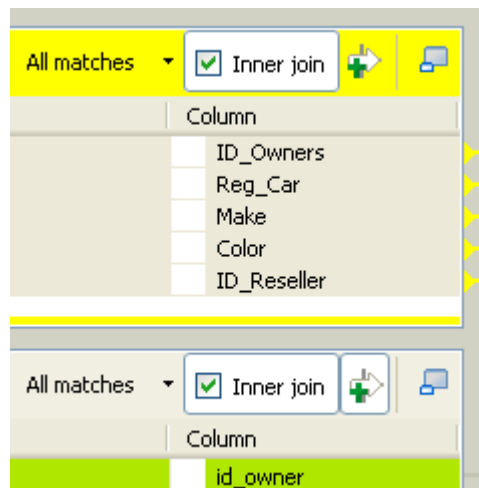 All matches Inner join
Column
ID_Owners
Reg_Car
Make
Color
ID_Reseller
All matches Inner join
Column
id_owner